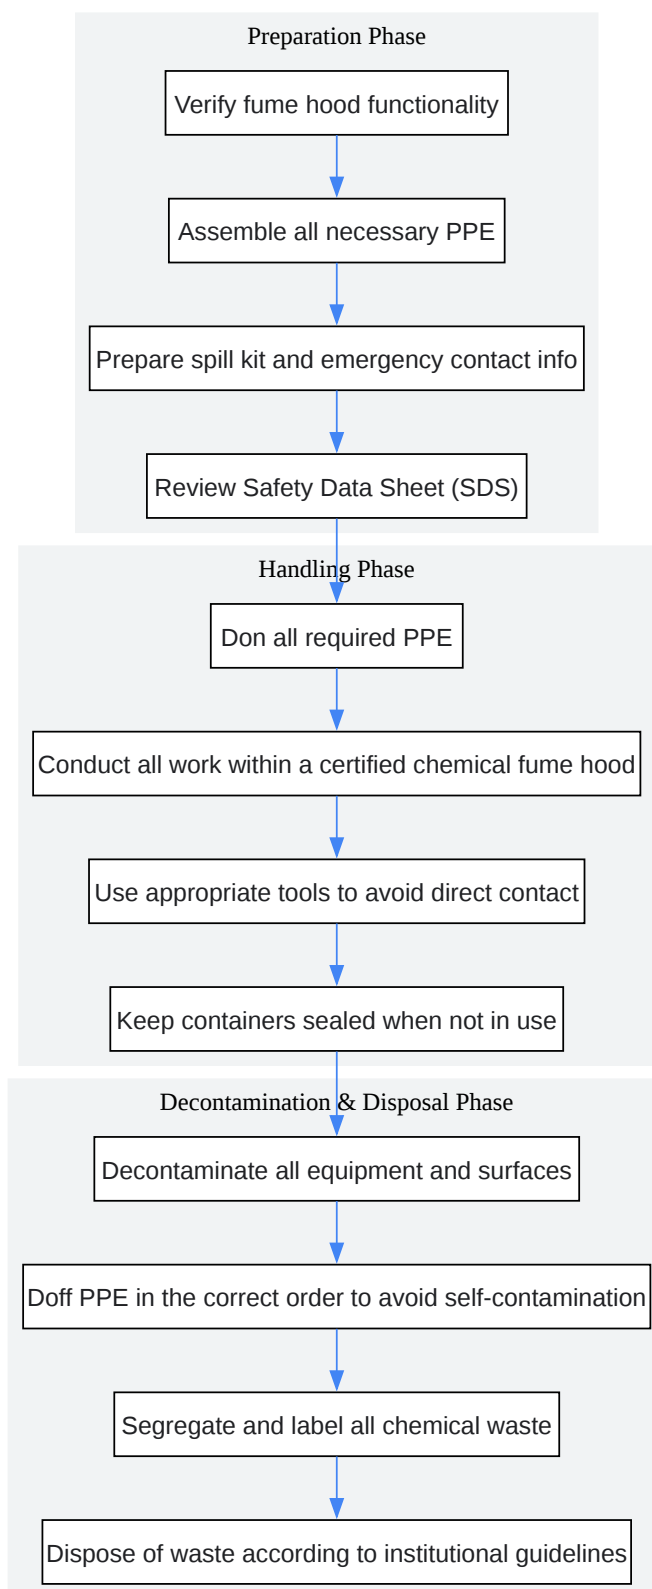 Preparation Phase
Verify fume hood functionality
Assemble all necessary PPE
Prepare spill kit and emergency contact info
Review Safety Data Sheet (SDS)
Handling Phase
Don all required PPE
Conduct all work within a certified chemical fume hood
Use appropriate tools to avoid direct contact
Keep containers sealed when not in use
Decontamination & Disposal Phase
Decontaminate all equipment and surfaces
Doff PPE in the correct order to avoid self-contamination
Segregate and label all chemical waste
Dispose of waste according to institutional guidelines